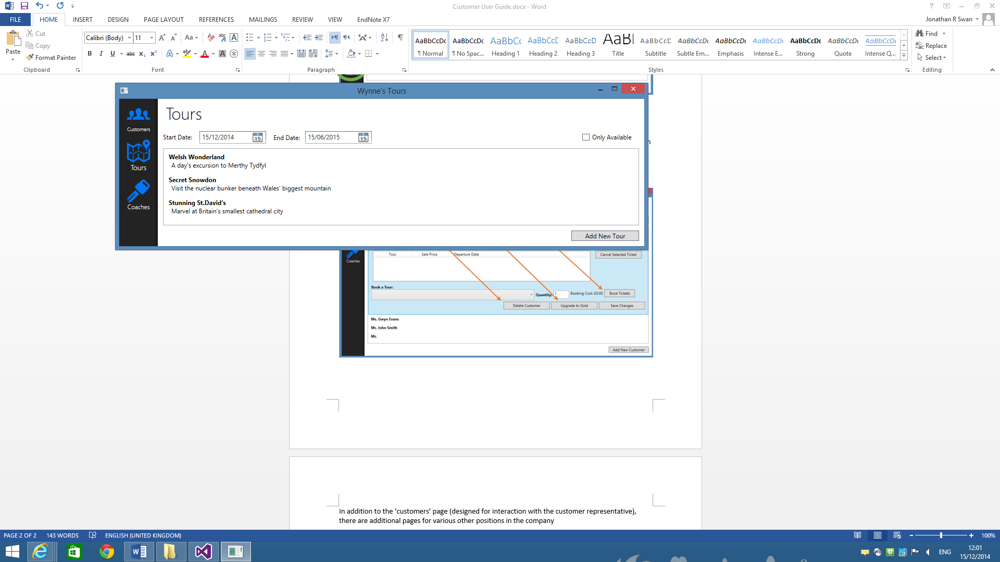 Customer User Guide.docx - Word
FILE HOME INSERT DESIGN PAGE LAYOUT REFERENCES MAILINGS REVIEW VIEW EndNote X7
Jonathan R Swan
Paste
Cut
Copy
Format Painter
Clipboard
Calibri (Body) 11
Font
Paragraph
AaBbCcDc AaBbCcDc AaBbCc AaBbCcD AaBbCcD AaBl AaBbCcD AaBbCcDc AaBbCcDc AaBbCcDc AaBbCcDc AaBbCcDc AaBbCcDc
¶ Normal ¶ No Spac... Heading 1 Heading 2 Heading 3 Title Subtitle Subtle Em... Emphasis Intense E... Strong Quote Intense Q...
Styles
Find
Replace
Select
Editing
Wynne's Tours
Customers
Tours
Coaches
Tours
Start Date: 15/12/2014 15 End Date: 15/06/2015 15 Only Available
Welsh Wonderland
A day's excursion to Merthy Tydfyl
Secret Snowdon
Visit the nuclear bunker beneath Wales' biggest mountain
Stunning St.David's
Marvel at Britain's smallest cathedral city
Add New Tour
Coaches
Tour Sale Price Departure Date
Cancel Selected Ticket
Book a Tour:
Quantity: 1 Booking Cost: £0.00 Book Tickets
Delete Customer Upgrade to Gold Save Changes
Ms. Gwyn Evans
Mr. John Smith
Mr.
Add New Customer
In addition to the ‘customers’ page (designed for interaction with the customer representative),
there are additional pages for various other positions in the company
PAGE 2 OF 2 143 WORDS ENGLISH (UNITED KINGDOM)
100%
ENG
12:01
15/12/2014